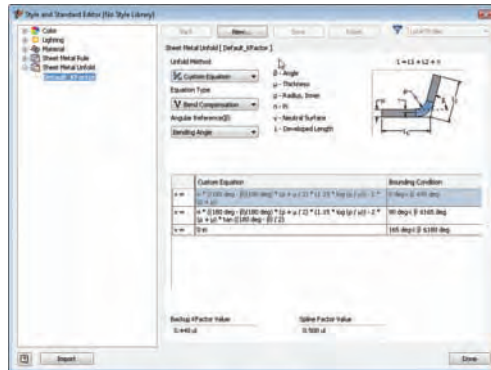 Style and Standard Editor [No Style Library]
Color
Lighting
Material
Sheet Metal Rule
Sheet Metal Unfold
Default_KFactor
Back
New...
Save
Reset
Local Styles
Sheet Metal Unfold [ Default_KFactor ]
Unfold Method
Custom Equation
Equation Type
Bend Compensation
Angular Reference(β)
Bending Angle
β - Angle
μ - Thickness
ρ - Radius, Inner
π - Pi
ν - Neutral Surface
L - Developed Length
L = L1 + L2 + x
Custom Equation
Bounding Condition
90 deg < β ≤165 deg
0 in
165 deg < β ≤180 deg
Backup KFactor Value
0.440 ul
Spline Factor Value
0.500 ul
Import
Done